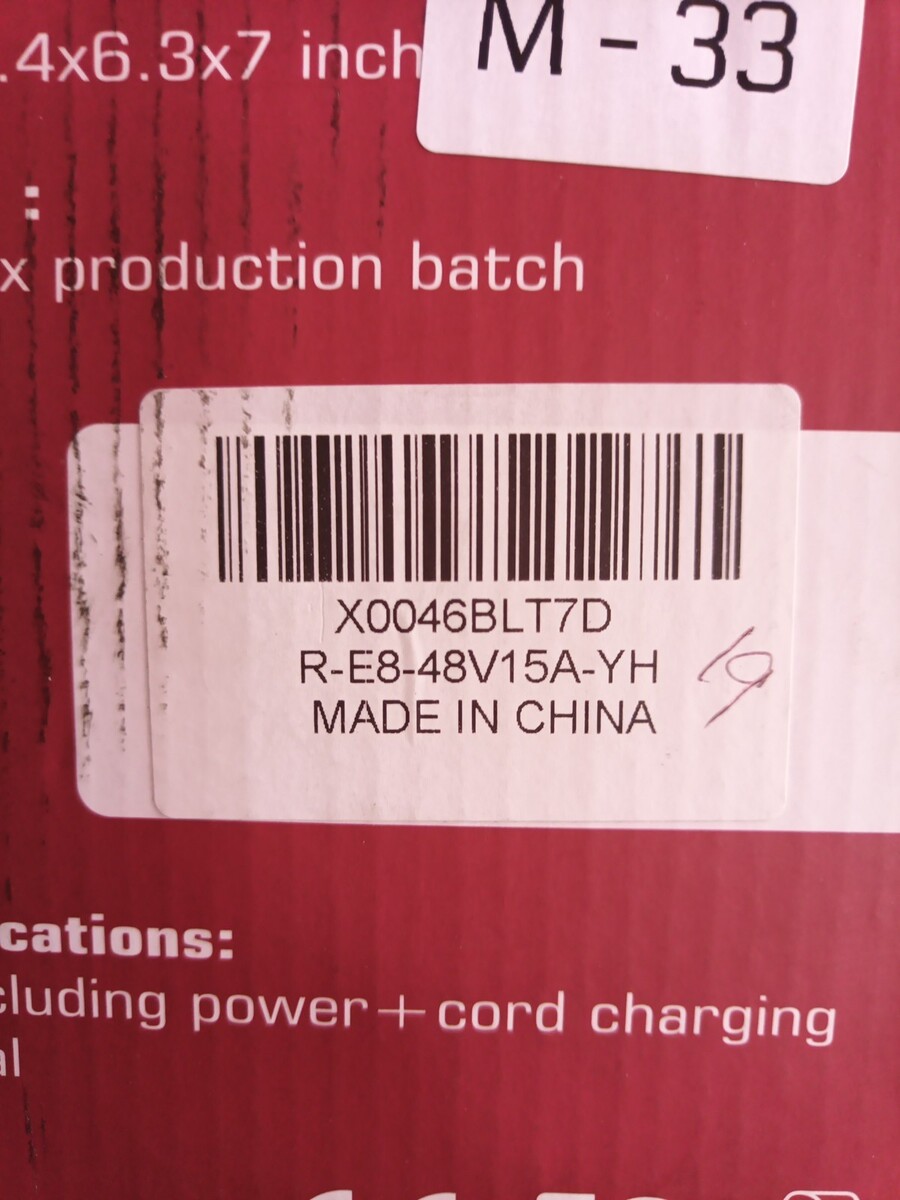 .4x6.3x7 inch
M - 33
:
x production batch
X0046BLT7D
R-E8-48V15A-YH
MADE IN CHINA
19
cations:
cluding power+cord charging
al